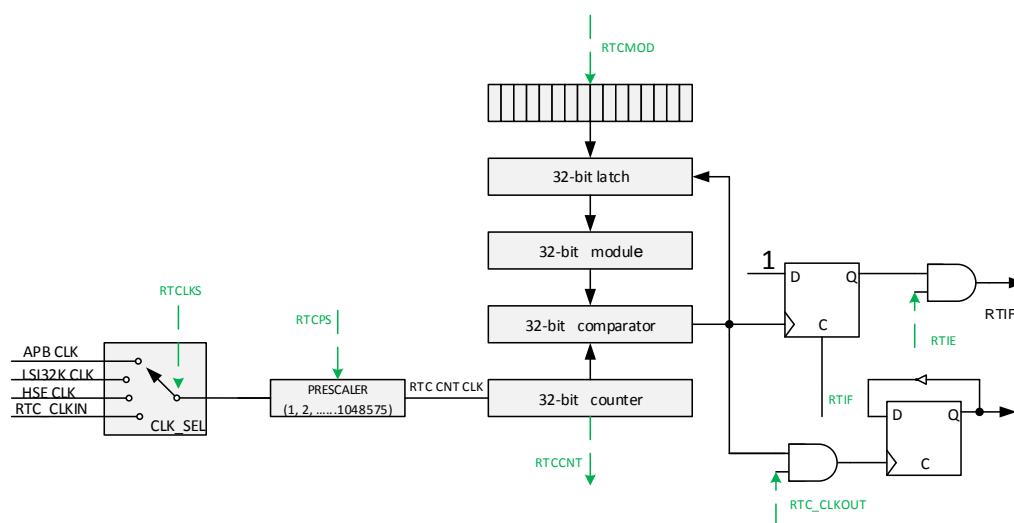 RTCMOD
32-bit latch
32-bit module
1
D
Q
C
RTIF
RTIE
RTCLKS
RTCPS
32-bit comparator
APB CLK
LSI32K CLK
HSE CLK
RTC_CLKIN
CLK_SEL
PRESCALER
(1, 2, ......1048575)
RTC CNT CLK
32-bit counter
RTIF
D
Q
C
RTCCNT
RTC_CLKOUT